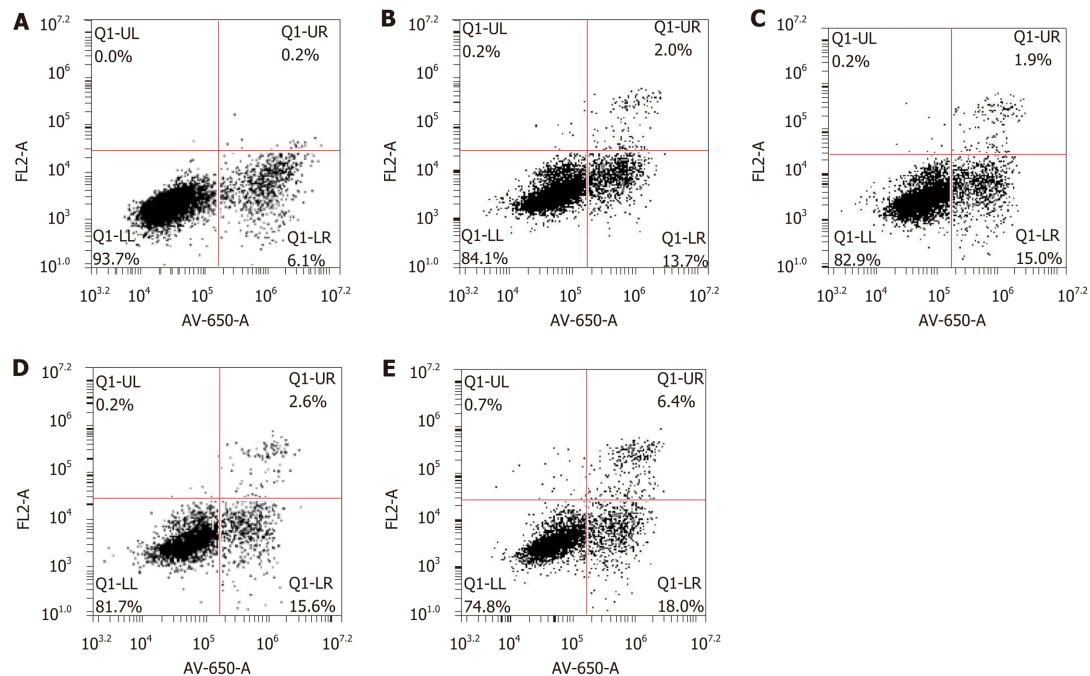 A
10^7.2
10^6
10^5
10^4
10^3
10^1.0
FL2-A
Q1-UL
0.0%
Q1-UR
0.2%
Q1-LL
93.7%
Q1-LR
6.1%
10^3.2 10^4 10^5 10^6 10^7.2
AV-650-A
B
10^7.2
10^6
10^5
10^4
10^3
10^1.0
FL2-A
Q1-UL
0.2%
Q1-UR
2.0%
Q1-LL
84.1%
Q1-LR
13.7%
10^3.2 10^4 10^5 10^6 10^7.2
AV-650-A
C
10^7.2
10^6
10^5
10^4
10^3
10^1.0
FL2-A
Q1-UL
0.2%
Q1-UR
1.9%
Q1-LL
82.9%
Q1-LR
15.0%
10^3.2 10^4 10^5 10^6 10^7.2
AV-650-A
D
10^7.2
10^6
10^5
10^4
10^3
10^1.0
FL2-A
Q1-UL
0.2%
Q1-UR
2.6%
Q1-LL
81.7%
Q1-LR
15.6%
10^3.2 10^4 10^5 10^6 10^7.2
AV-650-A
E
10^7.2
10^6
10^5
10^4
10^3
10^1.0
FL2-A
Q1-UL
0.7%
Q1-UR
6.4%
Q1-LL
74.8%
Q1-LR
18.0%
10^3.2 10^4 10^5 10^6 10^7.2
AV-650-A